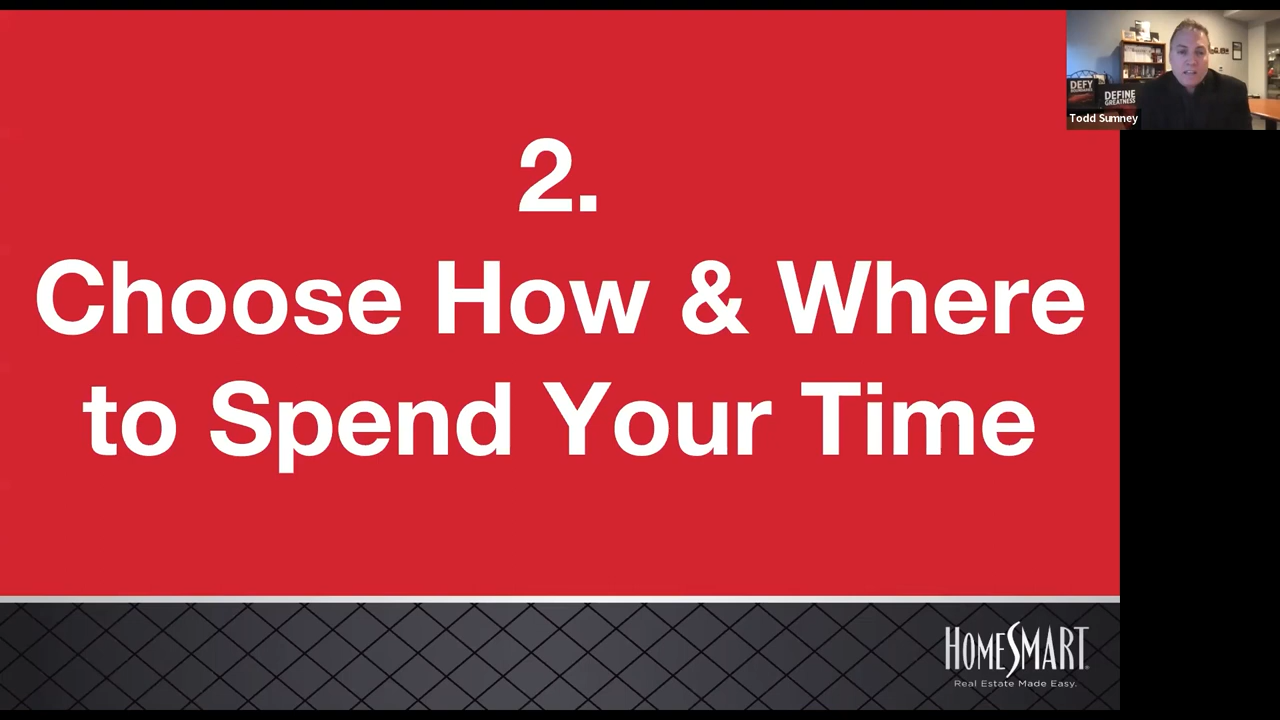 2.
Choose How & Where
to Spend Your Time
DEFY
DEFINE
GREATNESS
Todd Sumney
HOMESMART
Real Estate Made Easy.